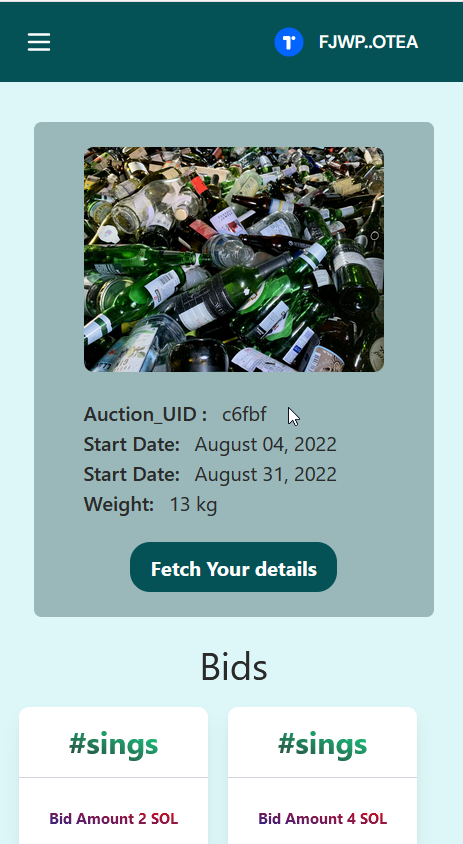 FJWP..OTEA
Auction_UID : c6fbf
Start Date: August 04, 2022
Start Date: August 31, 2022
Weight: 13 kg
Fetch Your details
Bids
#sings
#sings
Bid Amount 2 SOL
Bid Amount 4 SOL